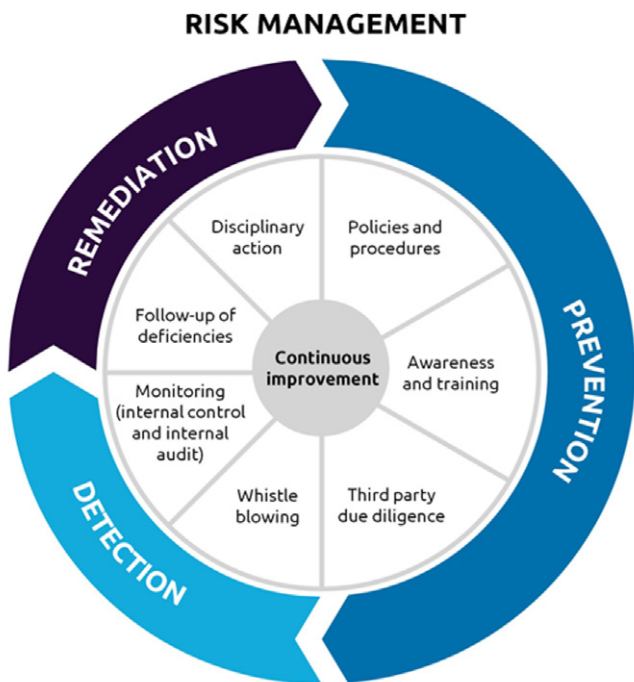 RISK MANAGEMENT
REMEDIATION
PREVENTION
DETECTION
Disciplinary
action
Policies and
procedures
Follow-up of
deficiencies
Continuous
improvement
Awareness
and training
Monitoring
(internal control
and internal
audit)
Whistle
blowing
Third party
due diligence